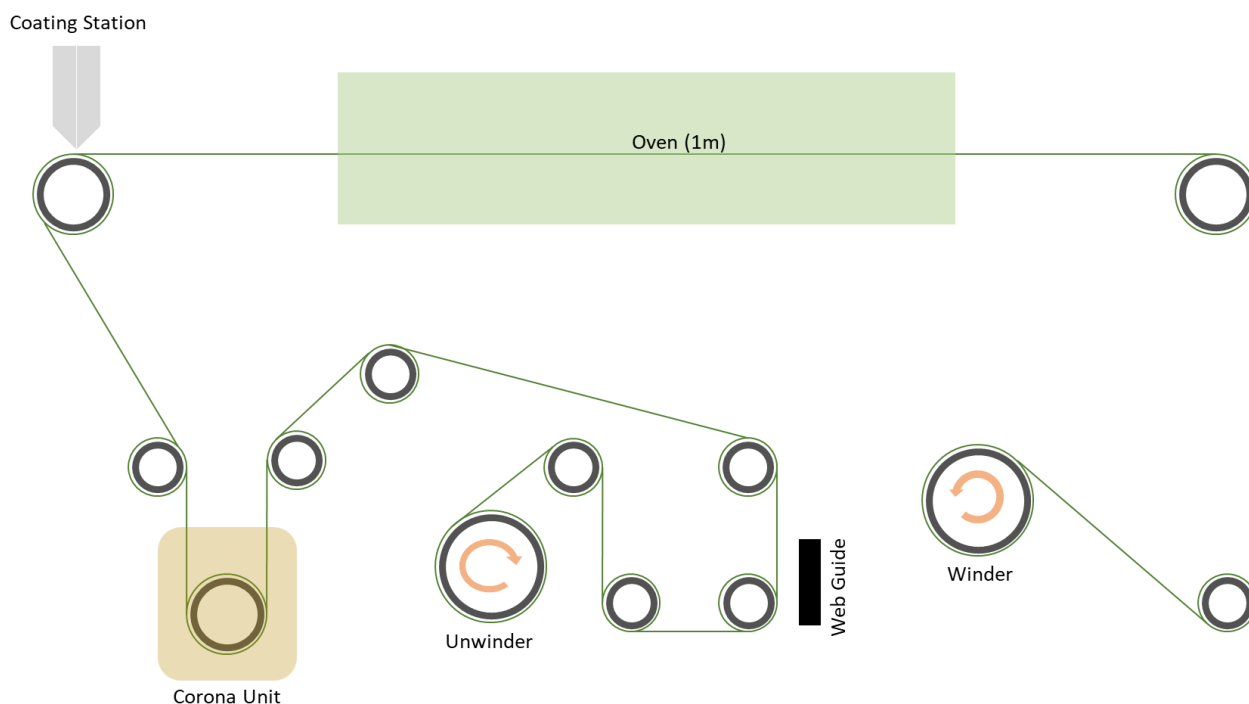 Coating Station
Oven (1m)
Web Guide
Winder
Unwinder
Corona Unit